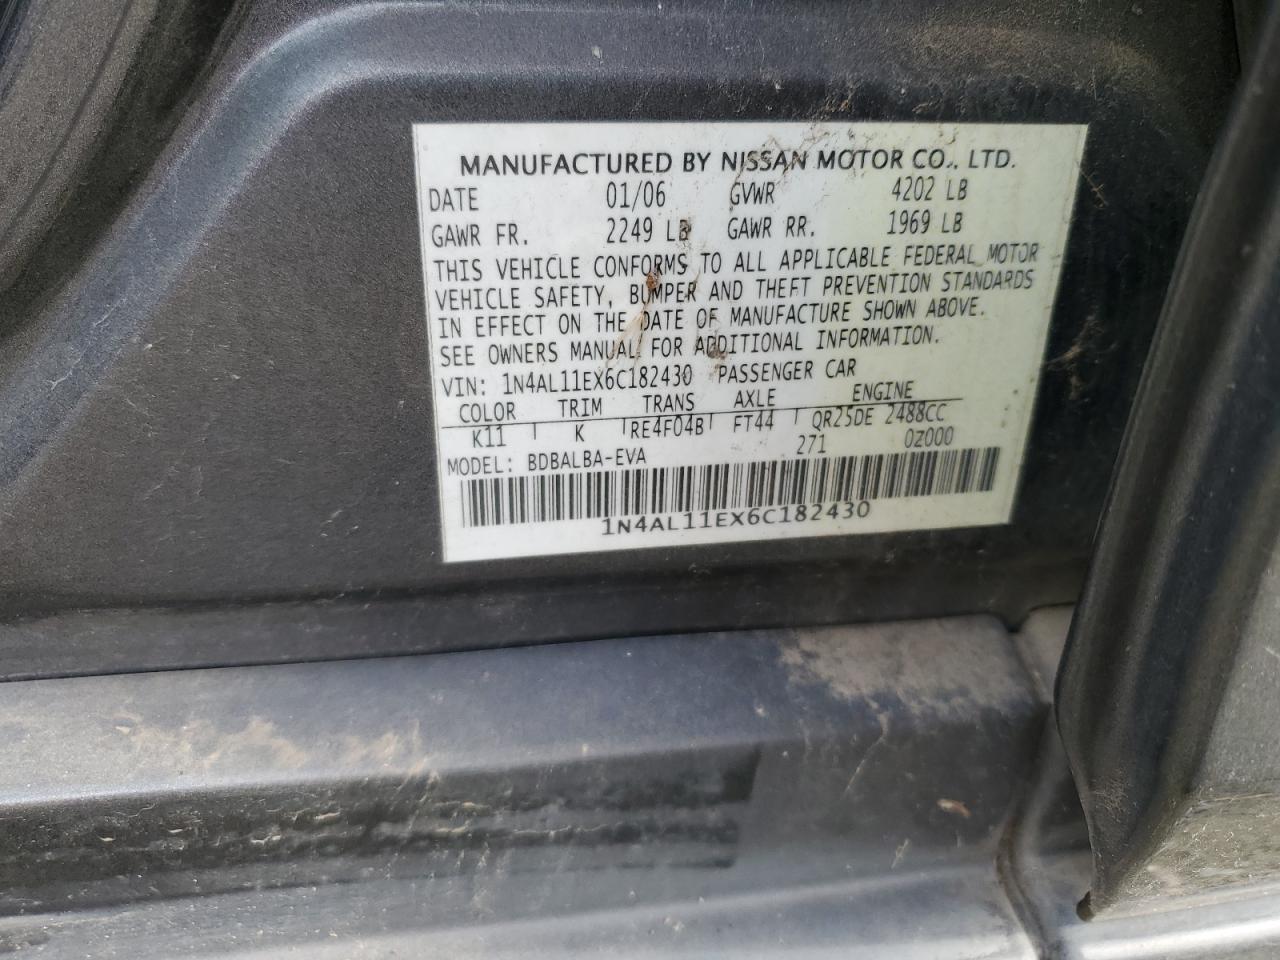 MANUFACTURED BY NISSAN MOTOR CO., LTD.
DATE 01/06 GVWR 4202 LB
GAWR FR. 2249 LB GAWR RR. 1969 LB
THIS VEHICLE CONFORMS TO ALL APPLICABLE FEDERAL MOTOR
VEHICLE SAFETY, BUMPER AND THEFT PREVENTION STANDARDS
IN EFFECT ON THE DATE OF MANUFACTURE SHOWN ABOVE.
SEE OWNERS MANUAL FOR ADDITIONAL INFORMATION.
VIN: 1N4AL11EX6C182430 PASSENGER CAR
COLOR TRIM TRANS AXLE ENGINE
K11 K RE4F04B FT44 QR25DE 2488CC
MODEL: BDBALBA-EVA 271 0Z000
1N4AL11EX6C182430